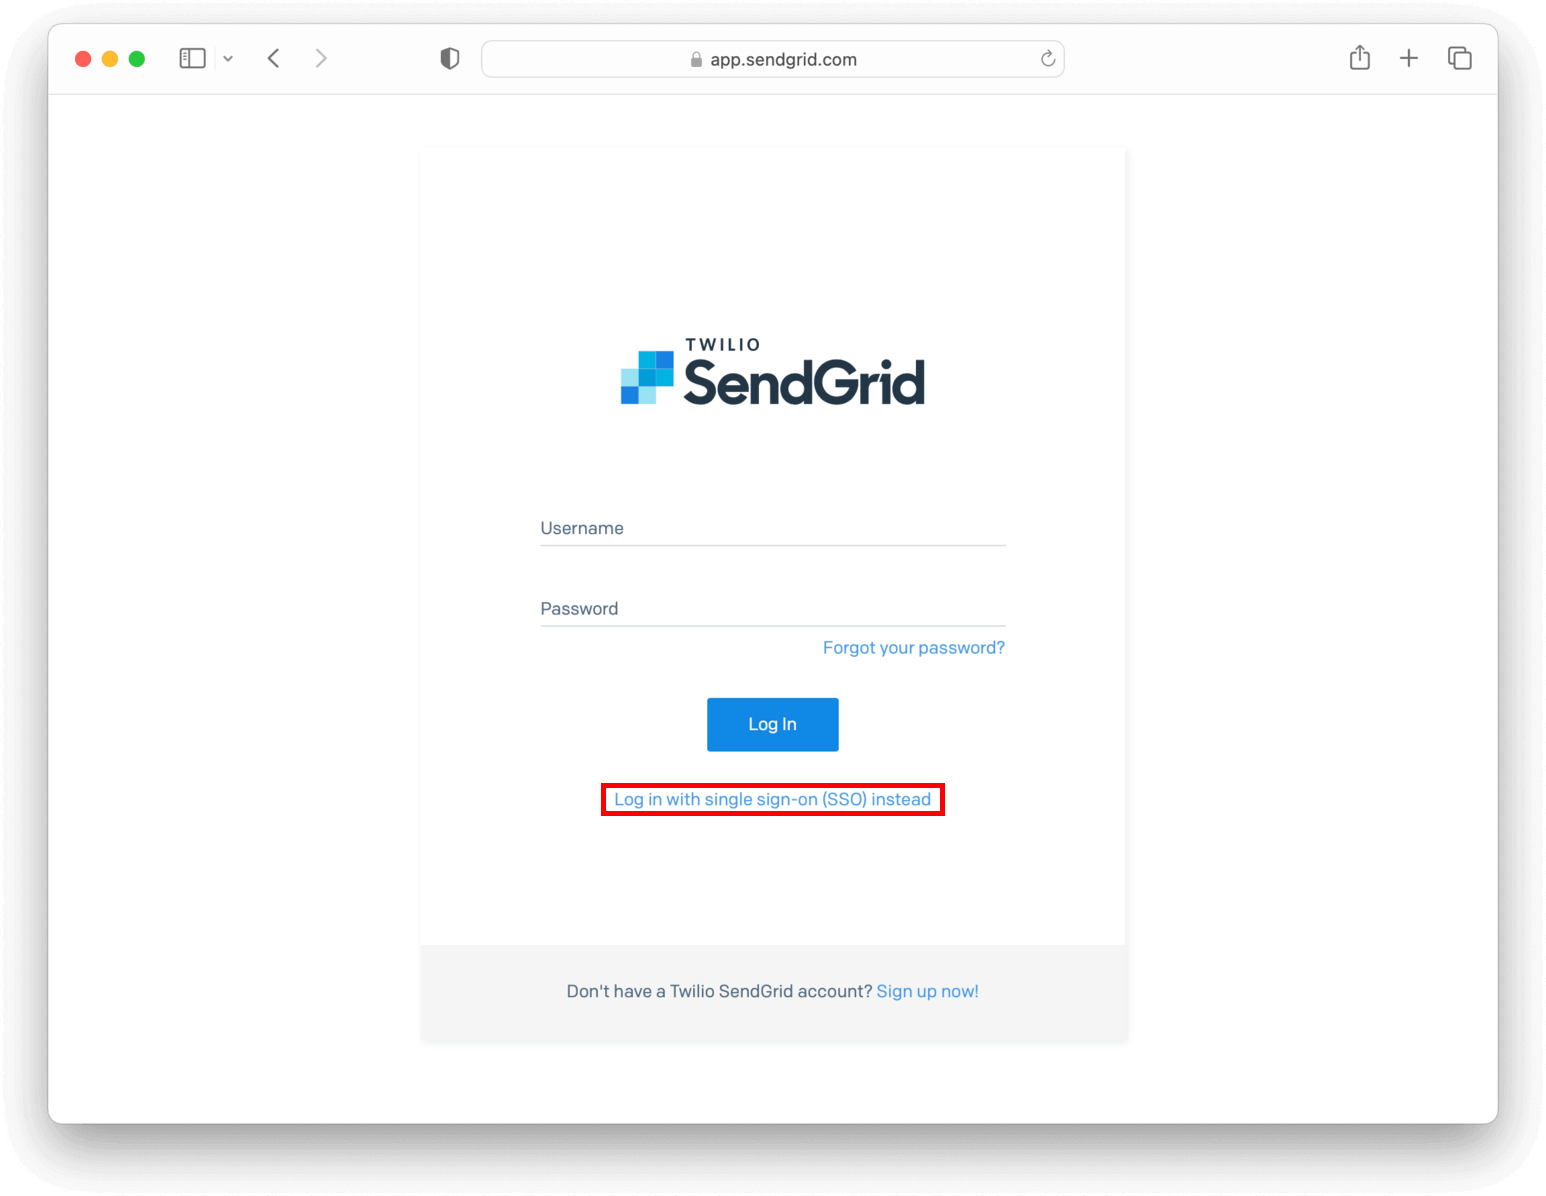 app.sendgrid.com
TWILIO
SendGrid
Username
Password
Forgot your password?
Log In
Log in with single sign-on (SSO) instead
Don't have a Twilio SendGrid account? Sign up now!